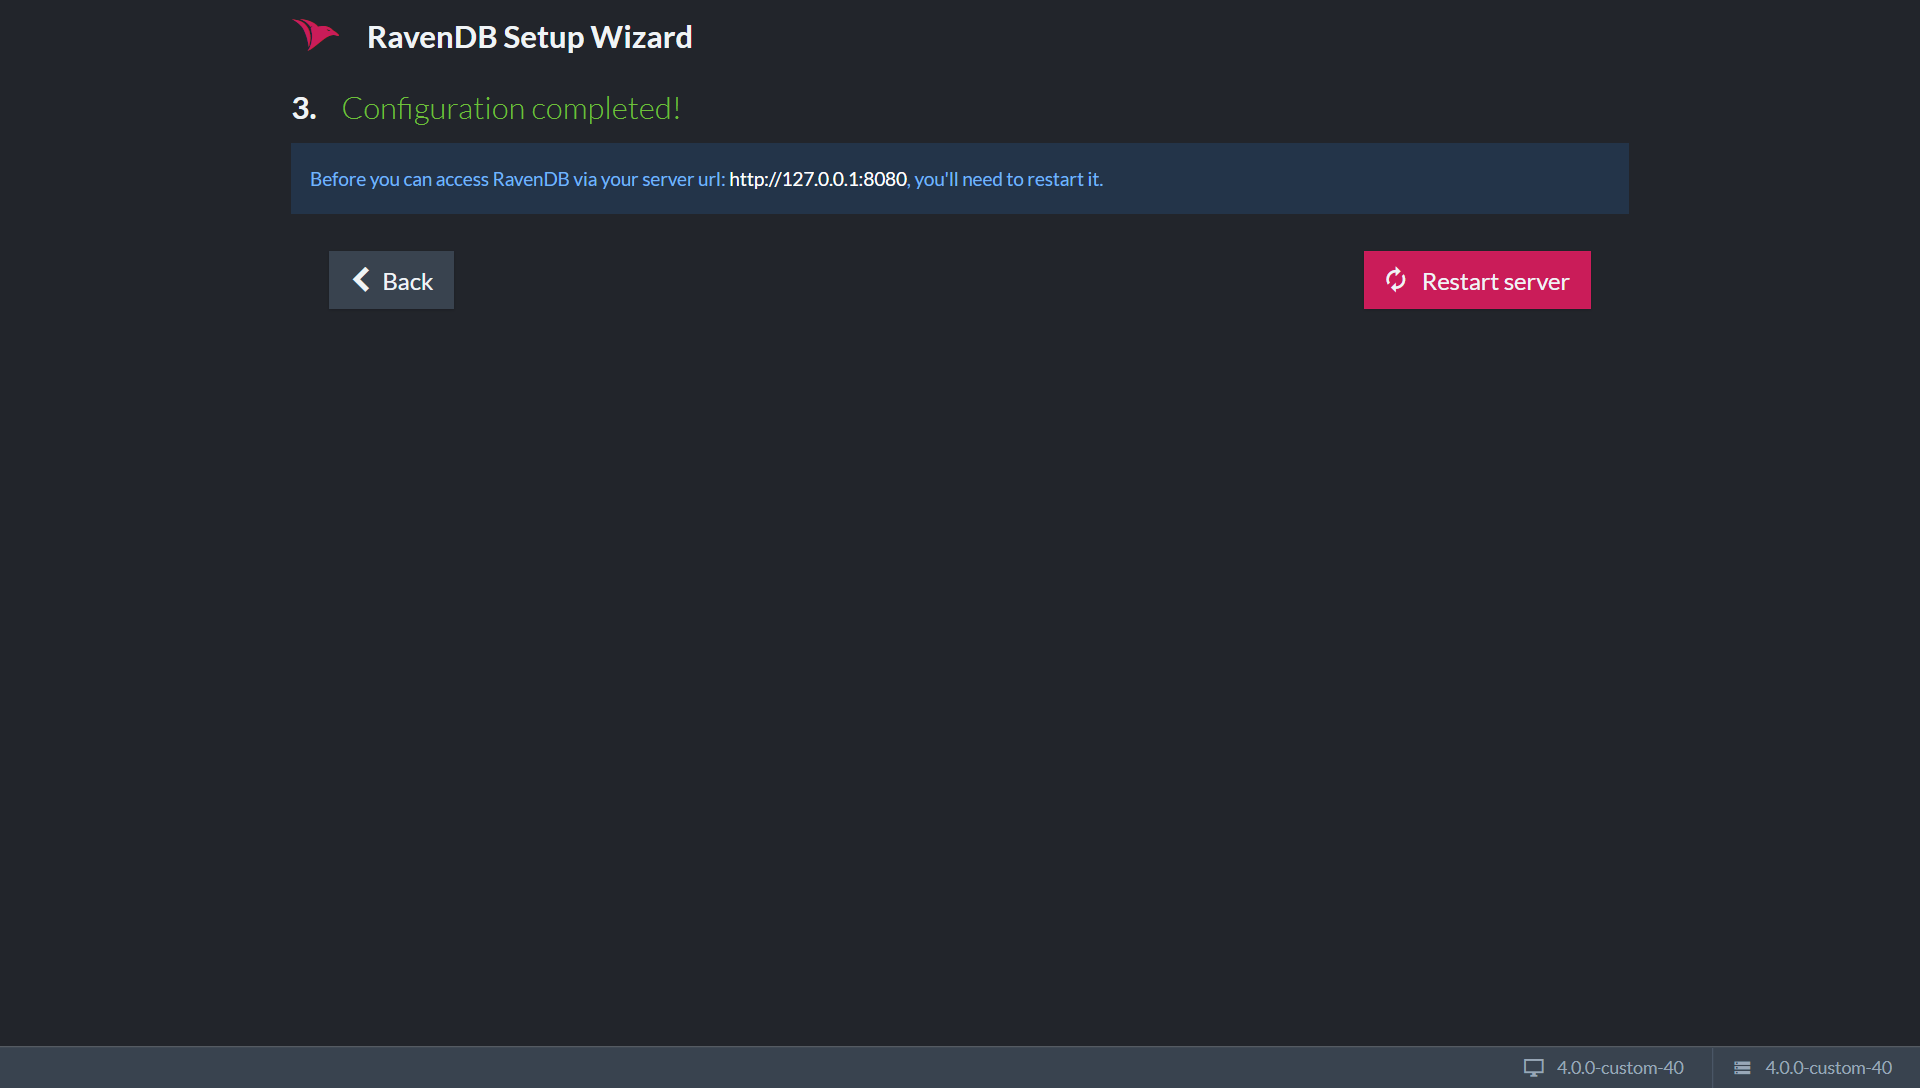 RavenDB Setup Wizard
3. Configuration completed!
Before you can access RavenDB via your server url: http://127.0.0.1:8080, you'll need to restart it.
Back
Restart server
4.0.0-custom-40
4.0.0-custom-40